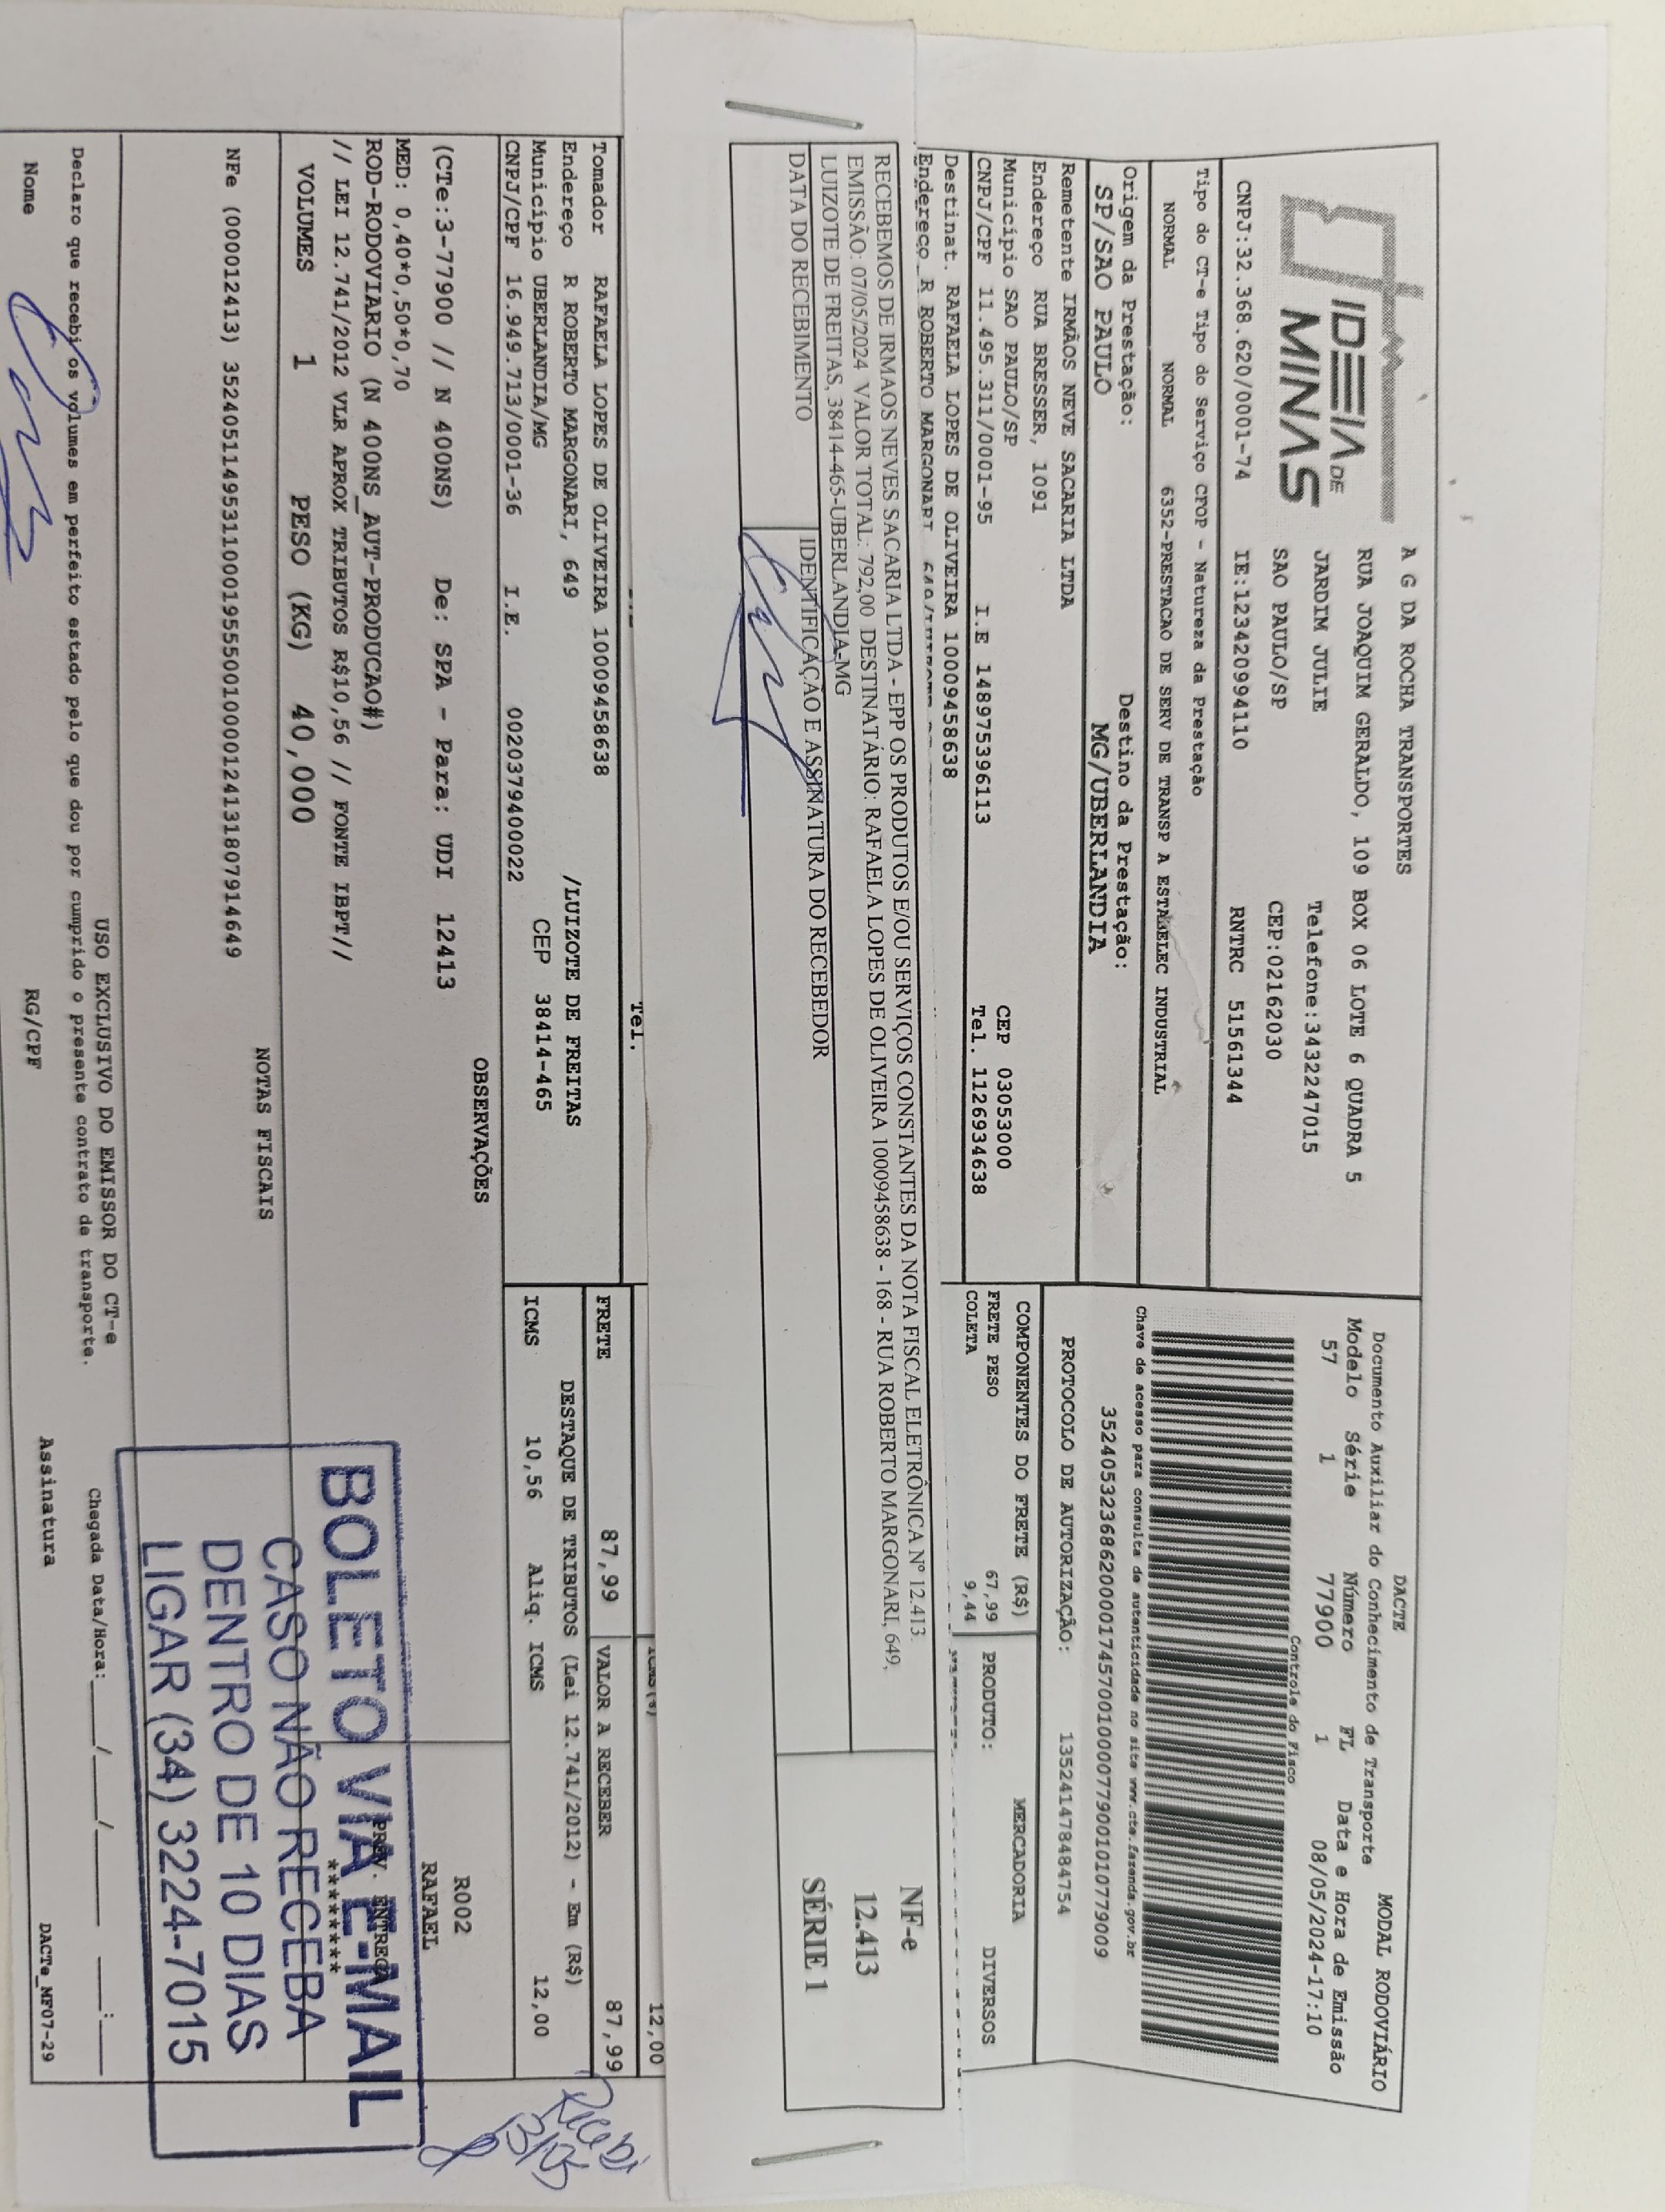 IDEIA DE
MINAS
A G DA ROCHA TRANSPORTES
RUA JOAQUIM GERALDO, 109 BOX 06 LOTE 6 QUADRA 5
JARDIM JULIE Telefone:3432247015
SAO PAULO/SP CEP:02162030
CNPJ:32.368.620/0001-74 IE:123420994110 RNTRC 51561344
DACTE MODAL RODOVIÁRIO
Documento Auxiliar do Conhecimento de Transporte
Modelo Série Número FL Data e Hora de Emissão
57 1 77900 1 08/05/2024-17:10
Controle do Fisco
Tipo do CT-e Tipo do Serviço CFOP - Natureza da Prestação
NORMAL NORMAL 6352-PRESTACAO DE SERV DE TRANSP A ESTABELEC INDUSTRIAL
Chave de acesso para consulta de autenticidade no site www.cte.fazenda.gov.br
35240532368620000174570010000779001010779009
Origem da Prestação: Destino da Prestação:
SP/SAO PAULO MG/UBERLANDIA
PROTOCOLO DE AUTORIZAÇÃO: 135241478484754
Remetente IRMÃOS NEVE SACARIA LTDA
Endereço RUA BRESSER, 1091
Município SAO PAULO/SP CEP 03053000
CNPJ/CPF 11.495.311/0001-95 I.E 148975396113 Tel. 1126934638
COMPONENTES DO FRETE (R$) MERCADORIA
FRETE PESO 67,99 PRODUTO: DIVERSOS
COLETA 9,44
Destinat. RAFAELA LOPES DE OLIVEIRA 10009458638
Endereço R ROBERTO MARGONARI
RECEBEMOS DE IRMAOS NEVES SACARIA LTDA - EPP OS PRODUTOS E/OU SERVIÇOS CONSTANTES DA NOTA FISCAL ELETRÔNICA Nº 12.413.
EMISSÃO: 07/05/2024 VALOR TOTAL: 792,00 DESTINATÁRIO: RAFAELA LOPES DE OLIVEIRA 10009458638 - 168 - RUA ROBERTO MARGONARI, 649,
LUIZOTE DE FREITAS, 38414-465-UBERLANDIA-MG
DATA DO RECEBIMENTO IDENTIFICAÇÃO E ASSINATURA DO RECEBEDOR
NF-e
12.413
SÉRIE 1
Tel.
12,00
Tomador RAFAELA LOPES DE OLIVEIRA 10009458638
Endereço R ROBERTO MARGONARI, 649 /LUIZOTE DE FREITAS
Município UBERLANDIA/MG CEP 38414-465
CNPJ/CPF 16.949.713/0001-36 I.E. 0020379400022
FRETE 87,99 VALOR A RECEBER 87,99
DESTAQUE DE TRIBUTOS (Lei 12.741/2012) - Em (R$)
ICMS 10,56 Aliq. ICMS 12,00
Recebi
13/05
OBSERVAÇÕES
(CTe:3-77900 // N 400NS) De: SPA - Para: UDI 12413
MED: 0,40*0,50*0,70
ROD-RODOVIARIO (N 400NS_AUT-PRODUCAO#)
// LEI 12.741/2012 VLR APROX TRIBUTOS R$10,56 // FONTE IBPT//
R002
RAFAEL
PREV. ENTREGA
********
VOLUMES 1 PESO (KG) 40,000
NOTAS FISCAIS
NFe (000012413) 35240511495311000195550010000124131807914649
BOLETO VIA E-MAIL
CASO NÃO RECEBA
DENTRO DE 10 DIAS
LIGAR (34) 3224-7015
USO EXCLUSIVO DO EMISSOR DO CT-e
Declaro que recebi os volumes em perfeito estado pelo que dou por cumprido o presente contrato de transporte.
Chegada Data/Hora:____/____/______ ___:___
Nome RG/CPF Assinatura
DACTe_MF07-29